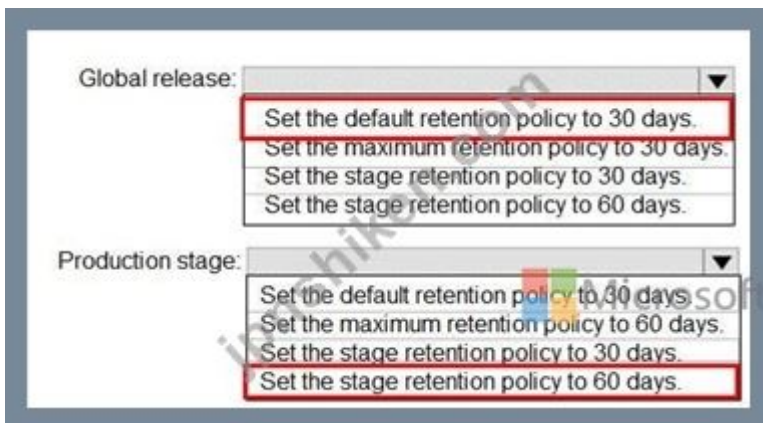 Global release:
Set the default retention policy to 30 days.
Set the maximum retention policy to 30 days.
Set the stage retention policy to 30 days.
Set the stage retention policy to 60 days.
Production stage:
Set the default retention policy to 30 days.
Set the maximum retention policy to 60 days.
Set the stage retention policy to 30 days.
Set the stage retention policy to 60 days.
jpnshiken.com
Microsoft